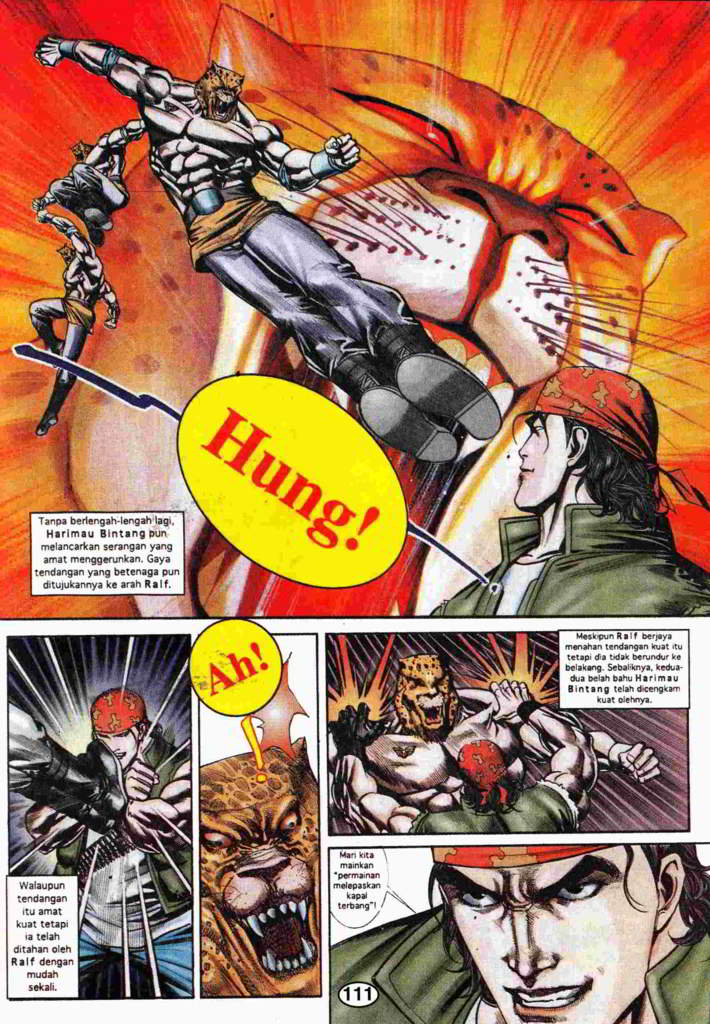 Hung!
Tanpa berlengah-lengah lagi,
Harimau Bintang pun
melancarkan serangan yang
amat menggerunkan. Gaya
tendangan yang betenaga pun
ditujukannya ke arah Ralf.
Walaupun
tendangan
itu amat
kuat tetapi
ia telah
ditahan oleh
Ralf dengan
mudah
sekali.
Ah!
Meskipun Ralf berjaya
menahan tendangan kuat itu
tetapi dia tidak berundur ke
belakang. Sebaliknya, kedua-
dua belah bahu Harimau
Bintang telah dicengkam
kuat olehnya.
Mari kita
mainkan
"permainan
melepaskan
kapal
terbang"!
111